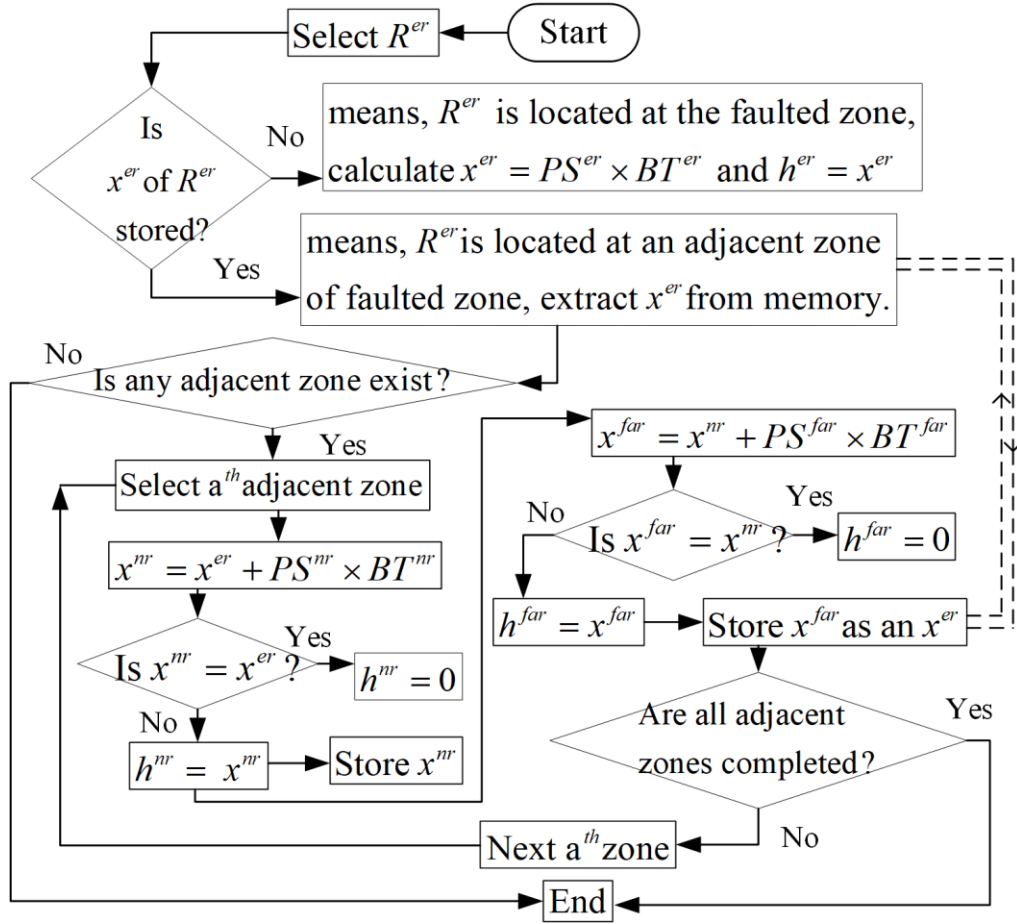 Start
Select R^er
Is
x^er of R^er
stored?
No
means, R^er is located at the faulted zone,
calculate x^er = PS^er × BT^er and h^er = x^er
Yes
means, R^er is located at an adjacent zone
of faulted zone, extract x^er from memory.
No
Is any adjacent zone exist?
Yes
Select a^th adjacent zone
x^nr = x^er + PS^nr × BT^nr
Is x^nr = x^er ?
Yes
h^nr = 0
No
h^nr = x^nr
Store x^nr
x^far = x^nr + PS^far × BT^far
Is x^far = x^nr ?
Yes
h^far = 0
No
h^far = x^far
Store x^far as an x^er
Are all adjacent
zones completed?
Yes
No
Next a^th zone
End